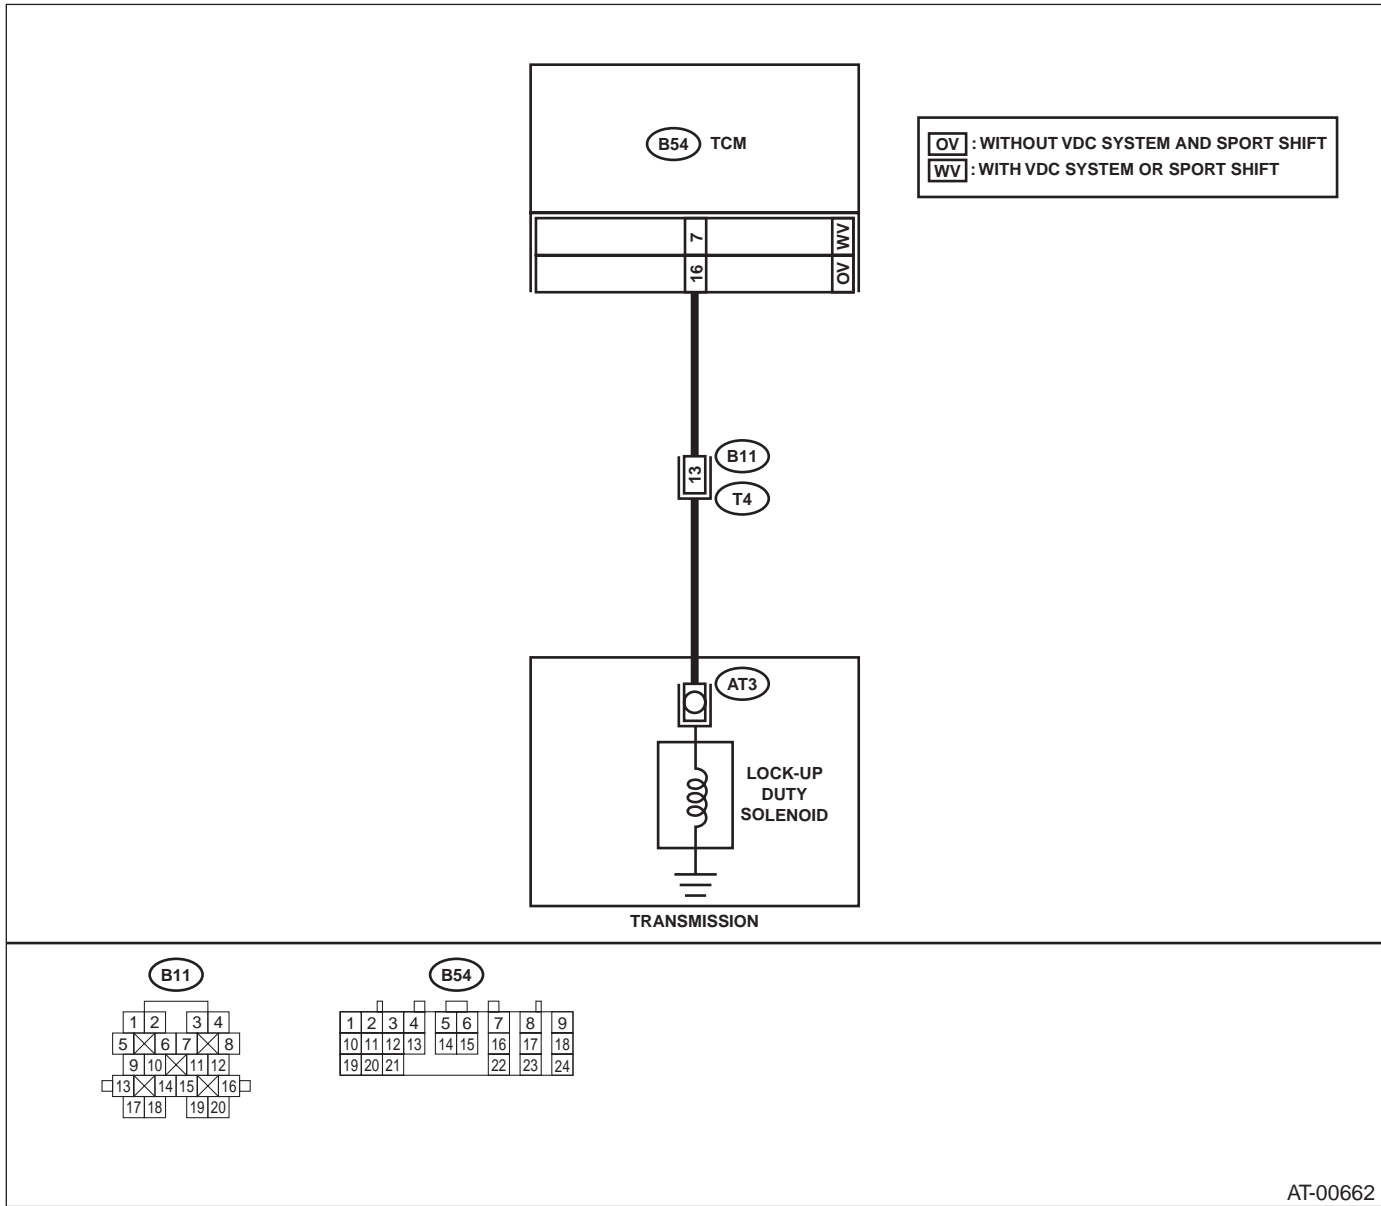 B54 TCM
OV : WITHOUT VDC SYSTEM AND SPORT SHIFT
WV : WITH VDC SYSTEM OR SPORT SHIFT
7 WV
16 OV
B11
13
T4
AT3
LOCK-UP
DUTY
SOLENOID
TRANSMISSION
B11
1 2 3 4
5 6 7 8
9 10 11 12
13 14 15 16
17 18 19 20
B54
1 2 3 4 5 6 7 8 9
10 11 12 13 14 15 16 17 18
19 20 21 22 23 24
AT-00662